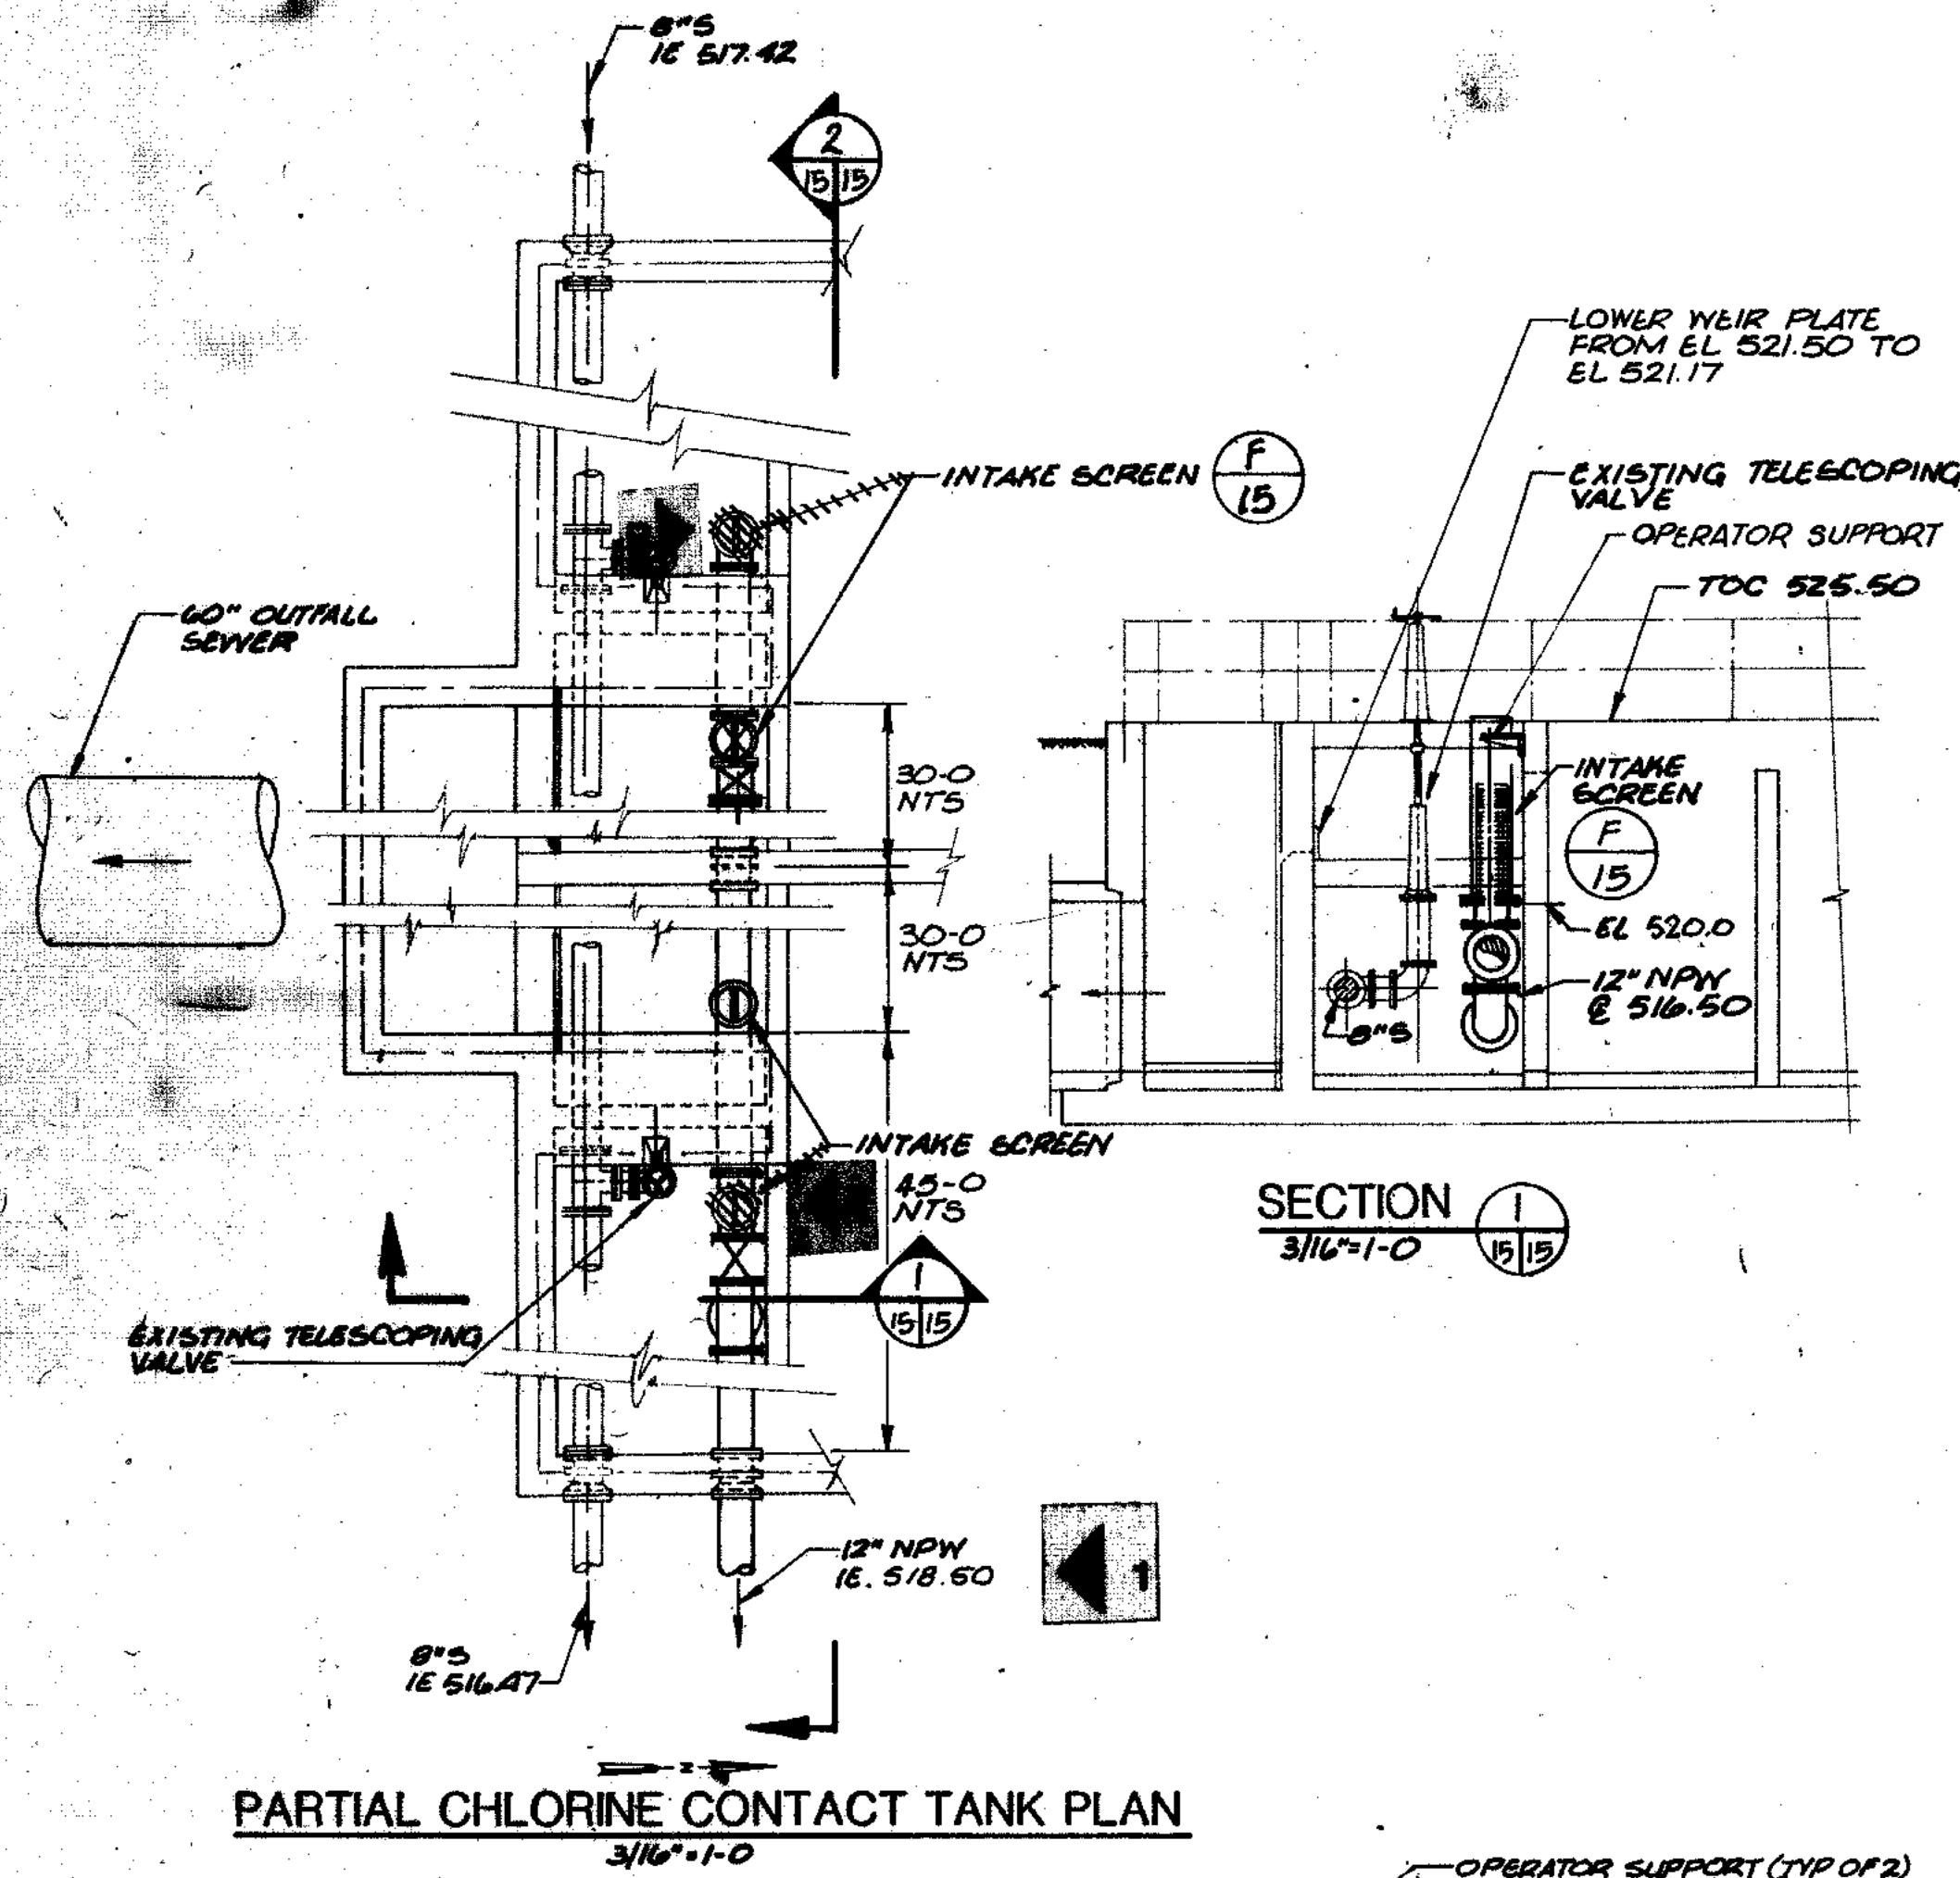 8"S
IE 517.42
2
15 15
LOWER WEIR PLATE
FROM EL 521.50 TO
EL 521.17
INTAKE SCREEN
F
15
EXISTING TELESCOPING
VALVE
OPERATOR SUPPORT
TOC 525.50
60" OUTFALL
SEWER
30-0
NTS
INTAKE
SCREEN
F
15
30-0
NTS
EL 520.0
12" NPW
℄ 516.50
8"S
INTAKE SCREEN
45-0
NTS
1
15 15
SECTION
3/16"=1-0
1
15 15
EXISTING TELESCOPING
VALVE
12" NPW
IE. 518.50
1
8"S
IE 516.47
Z
PARTIAL CHLORINE CONTACT TANK PLAN
3/16"=1-0
OPERATOR SUPPORT (TYP OF 2)